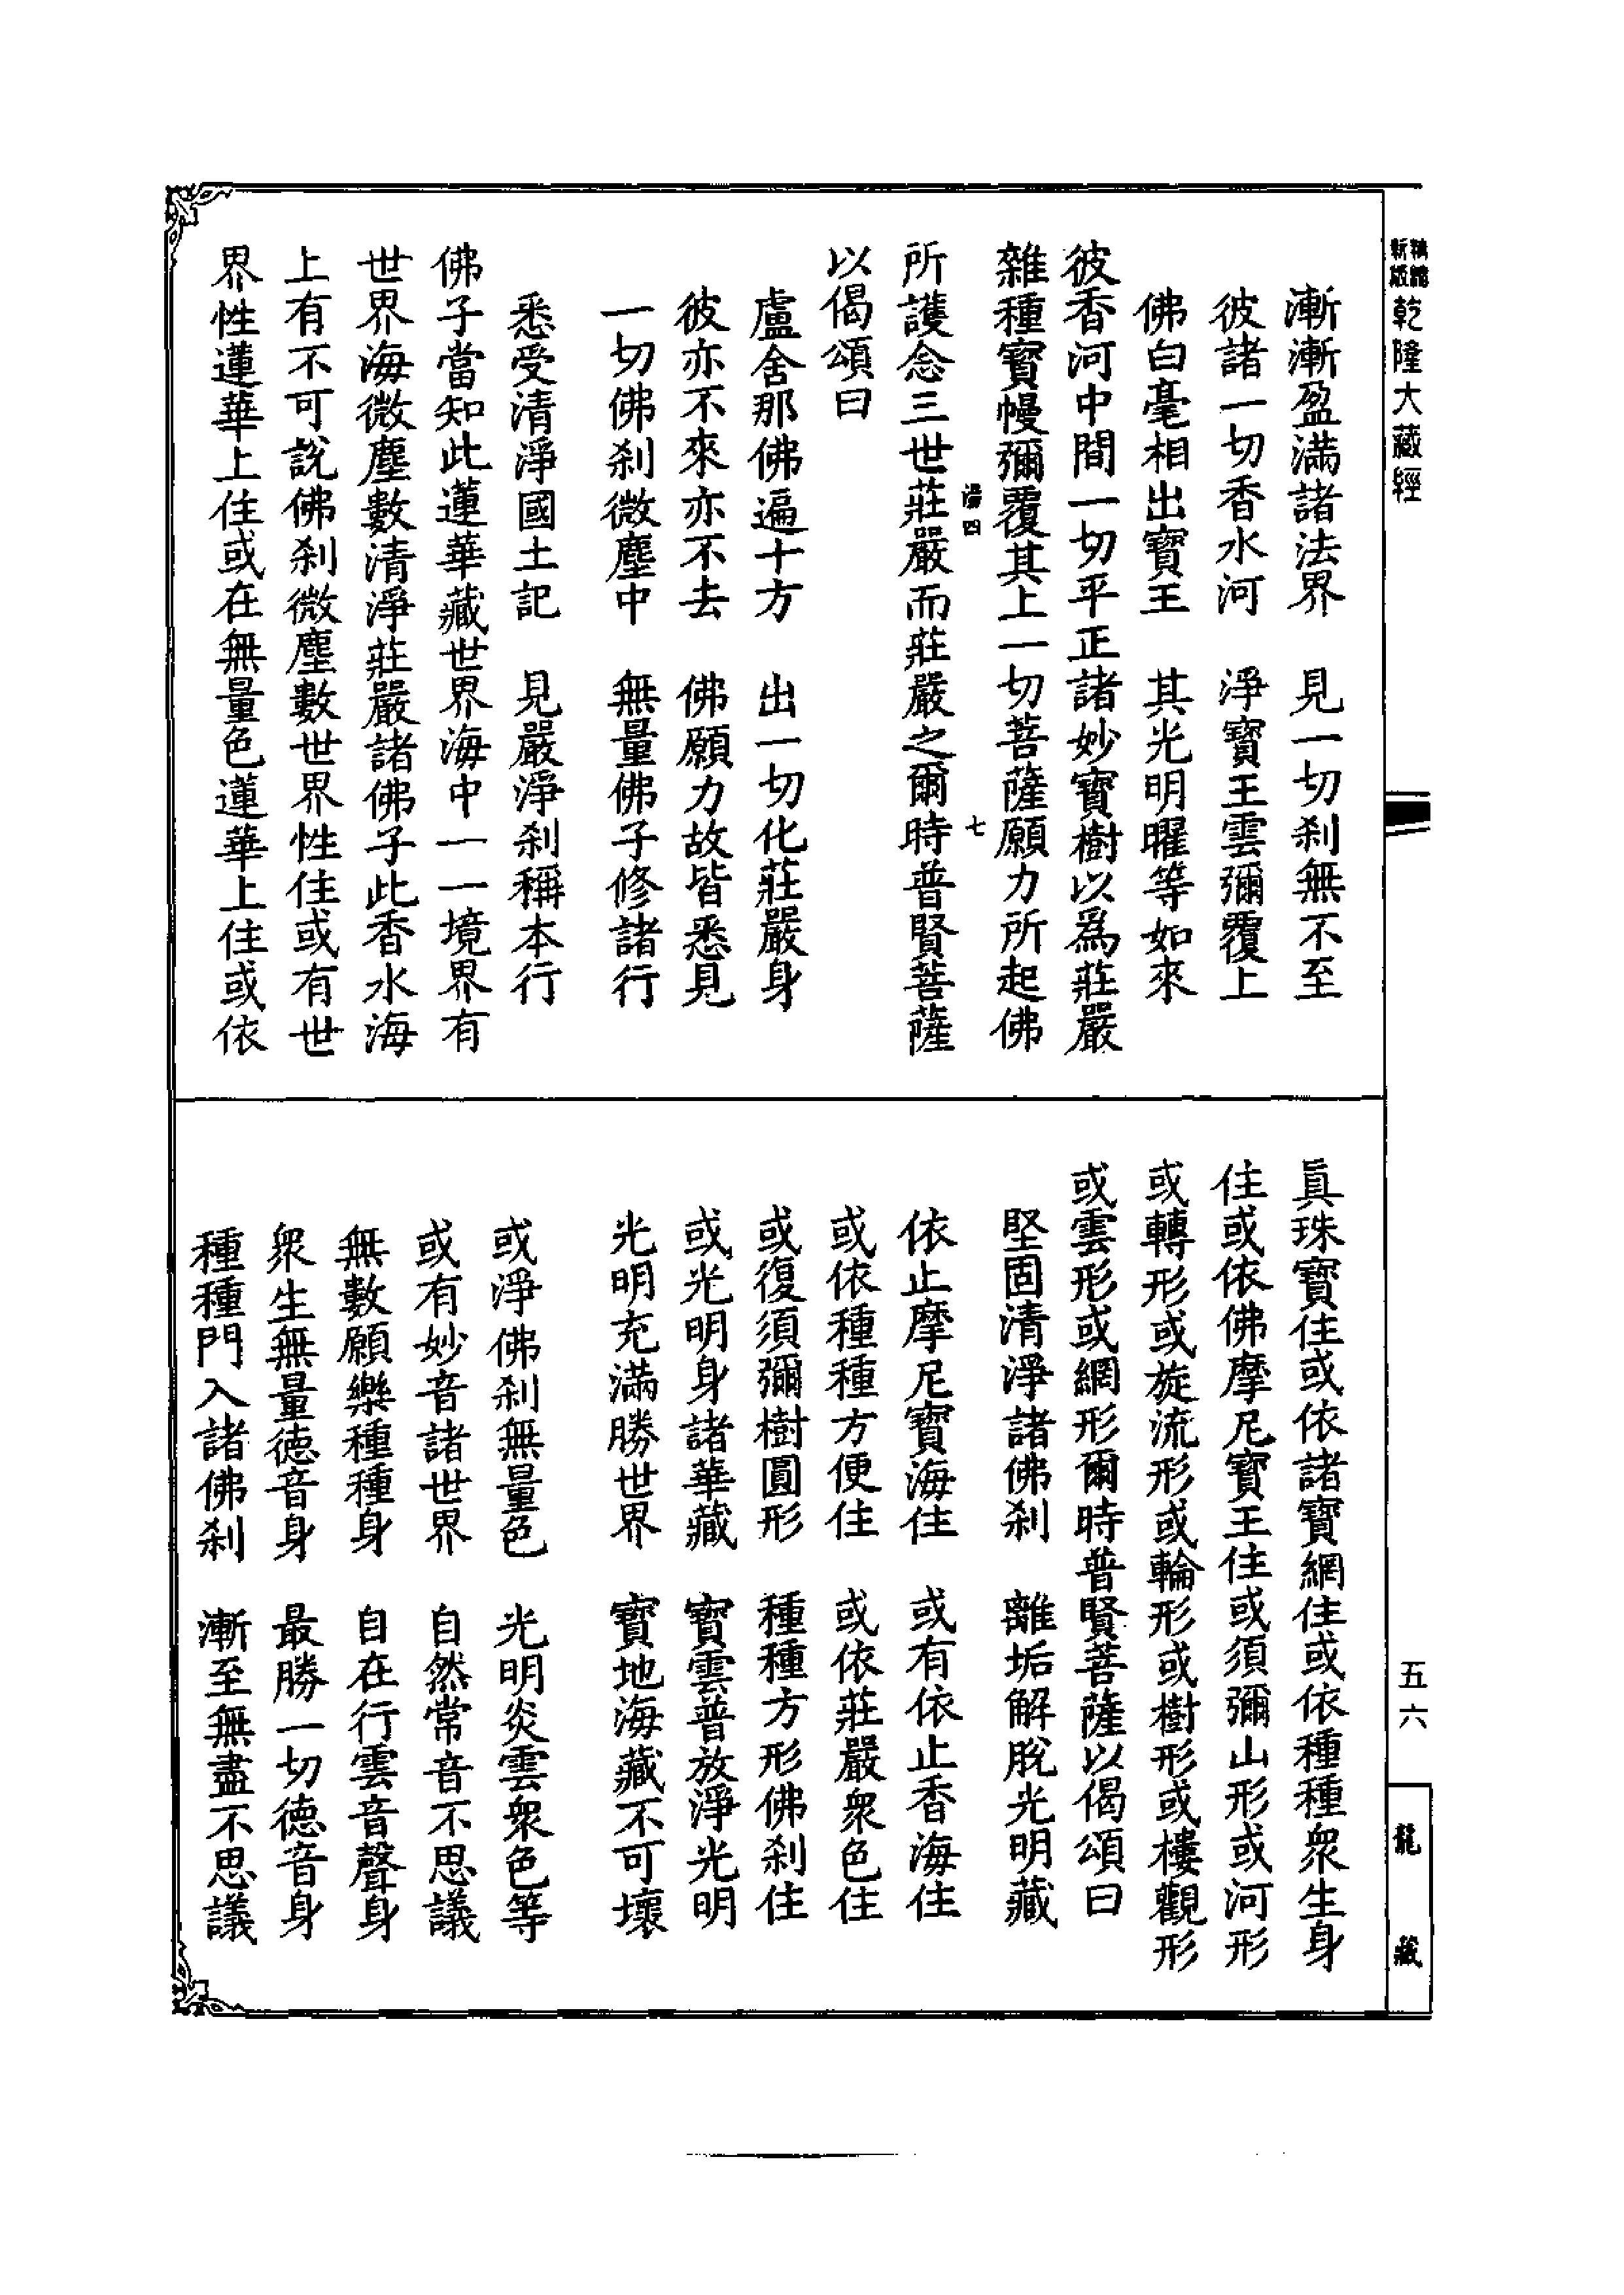 乾隆大藏經
漸漸盈滿諸法界　見一切刹無不至
彼諸一切香水河　淨寶王雲彌覆上
佛白毫相出寶王　其光明曜等如來
彼香河中間一切平正諸妙寶樹以爲莊嚴
雜種寶幔彌覆其上一切菩薩願力所起佛
湯四　七
所護念三世莊嚴而莊嚴之爾時普賢菩薩
以偈頌曰
盧舍那佛遍十方　出一切化莊嚴身
彼亦不來亦不去　佛願力故皆悉見
一切佛刹微塵中　無量佛子修諸行
悉受清淨國土記　見嚴淨刹稱本行
佛子當知此蓮華藏世界海中一一境界有
世界海微塵數清淨莊嚴諸佛子此香水海
上有不可說佛刹微塵數世界性住或有世
界性蓮華上住或在無量色蓮華上住或依
眞珠寶住或依諸寶網住或依種種衆生身
住或依佛摩尼寶王住或須彌山形或河形
或轉形或旋流形或輪形或樹形或樓觀形
或雲形或網形爾時普賢菩薩以偈頌曰
堅固清淨諸佛刹　離垢解脫光明藏
依止摩尼寶海住　或有依止香海住
或依種種方便住　或依莊嚴衆色住
或復須彌樹圓形　種種方形佛刹住
或光明身諸華藏　寶雲普放淨光明
光明充滿勝世界　寶地海藏不可壞
或淨佛刹無量色　光明炎雲衆色等
或有妙音諸世界　自然常音不思議
無數願樂種種身　自在行雲音聲身
衆生無量德音身　最勝一切德音身
種種門入諸佛刹　漸至無盡不思議
五六
龍藏